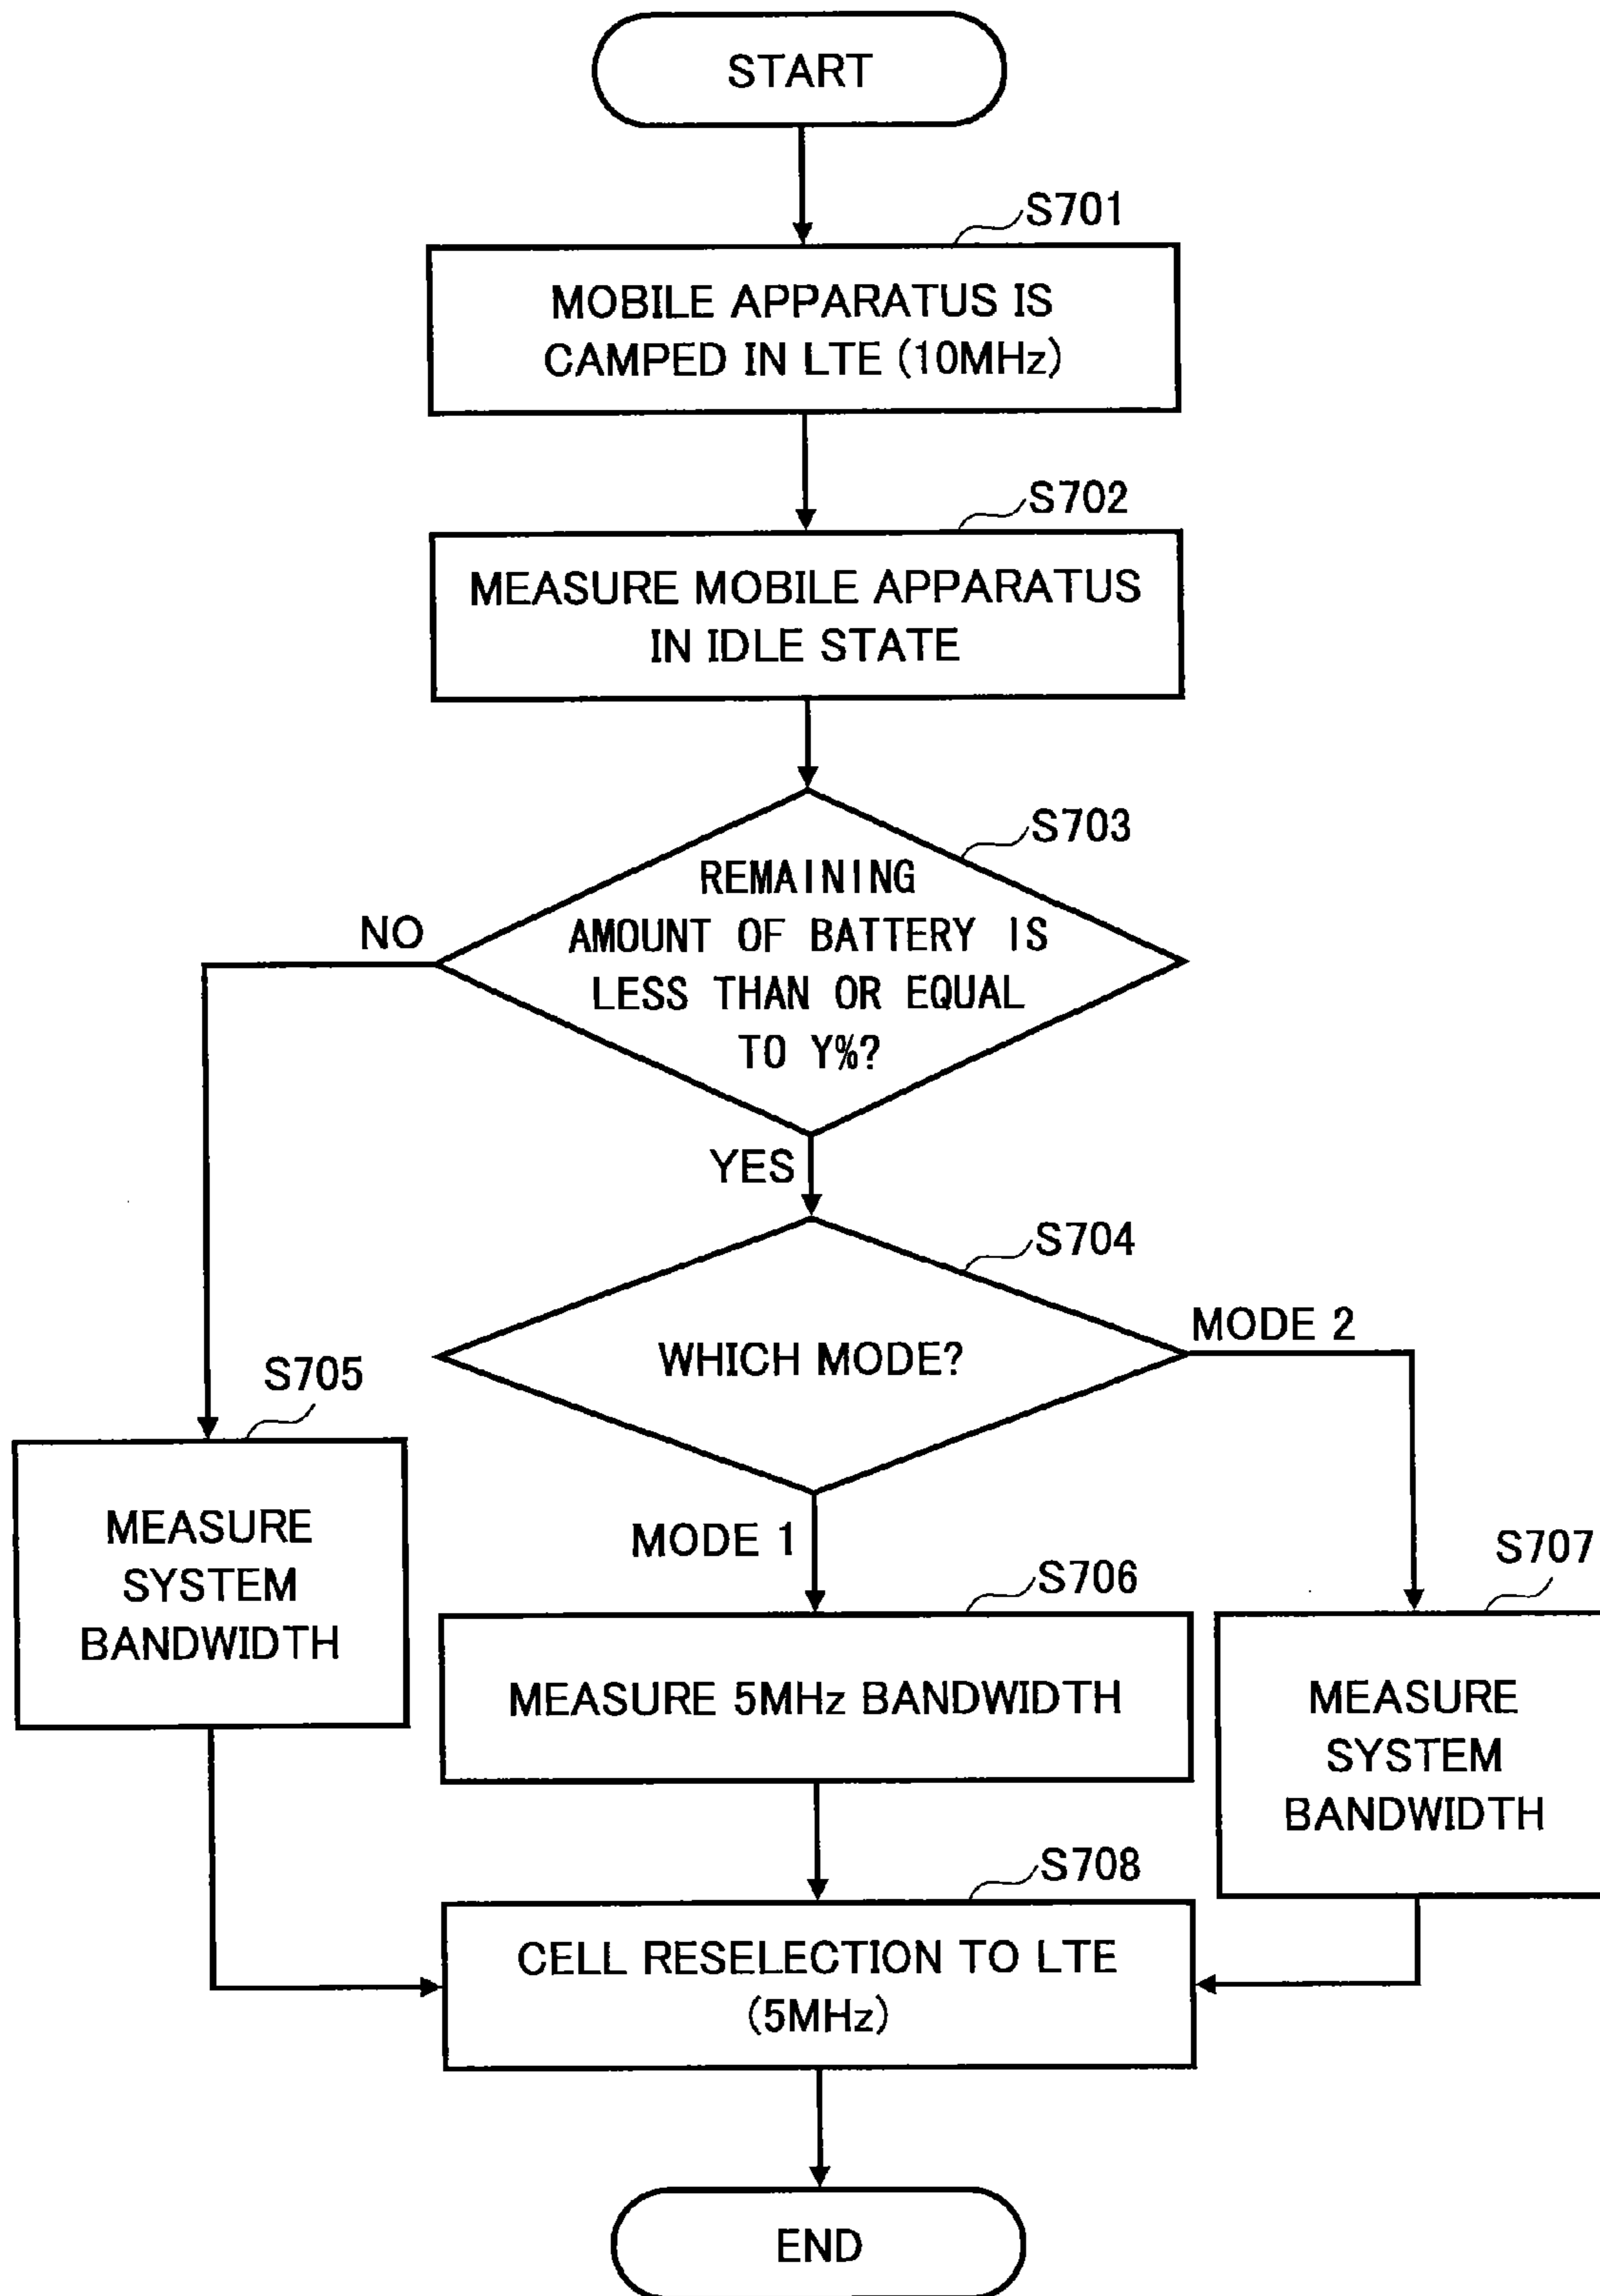 START
S701
MOBILE APPARATUS IS
CAMPED IN LTE (10MHz)
S702
MEASURE MOBILE APPARATUS
IN IDLE STATE
S703
REMAINING
AMOUNT OF BATTERY IS
LESS THAN OR EQUAL
TO Y%?
NO
YES
S704
WHICH MODE?
MODE 2
MODE 1
S705
MEASURE
SYSTEM
BANDWIDTH
S706
MEASURE 5MHz BANDWIDTH
S707
MEASURE
SYSTEM
BANDWIDTH
S708
CELL RESELECTION TO LTE
(5MHz)
END